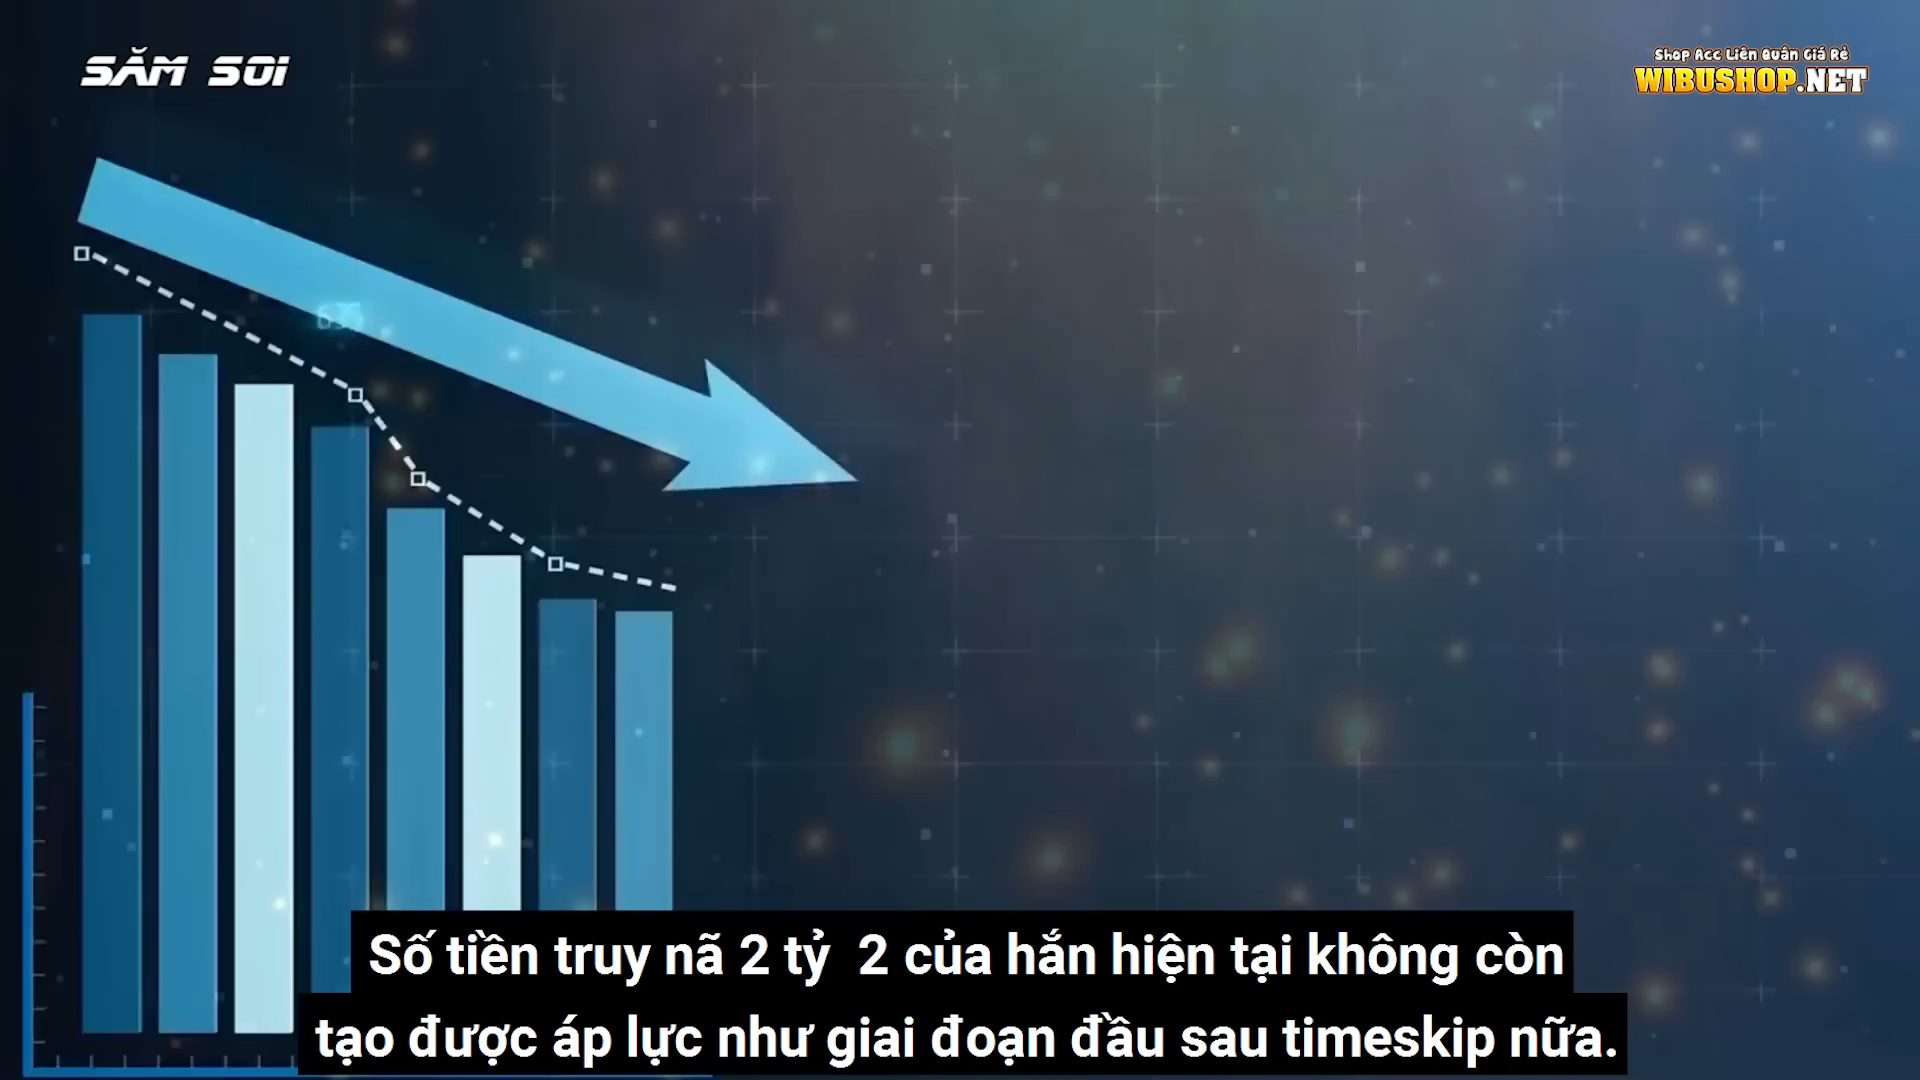 SĂM SOI
Shop Acc Liên Quân Giá Rẻ
WIBUSHOP.NET
Số tiền truy nã 2 tỷ 2 của hắn hiện tại không còn
tạo được áp lực như giai đoạn đầu sau timeskip nữa.